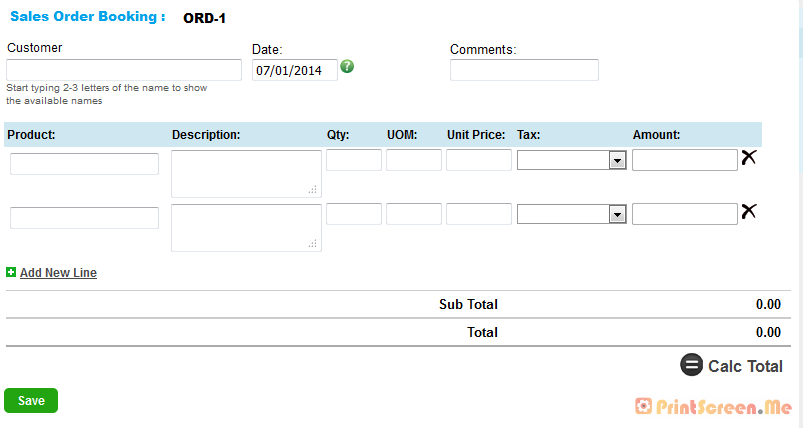 Sales Order Booking : ORD-1
Customer Date: Comments:
07/01/2014 ?
Start typing 2-3 letters of the name to show
the available names
Product: Description: Qty: UOM: Unit Price: Tax: Amount:
Add New Line
Sub Total 0.00
Total 0.00
Calc Total
Save
PrintScreen.Me